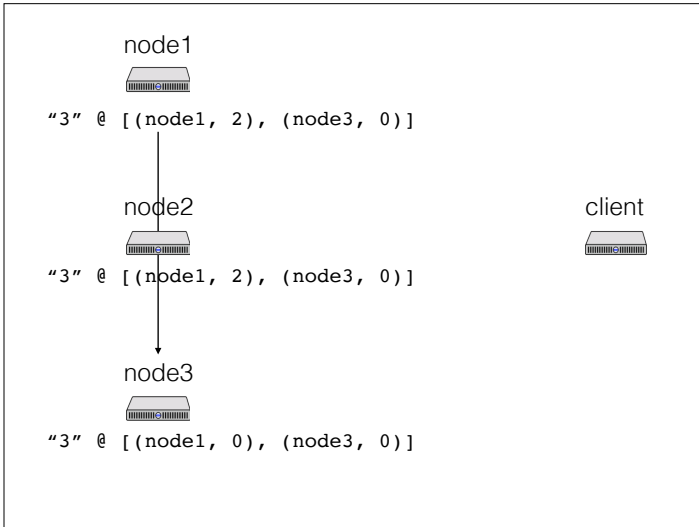 node1
“3” @ [(node1, 2), (node3, 0)]
node2
client
“3” @ [(node1, 2), (node3, 0)]
node3
“3” @ [(node1, 0), (node3, 0)]